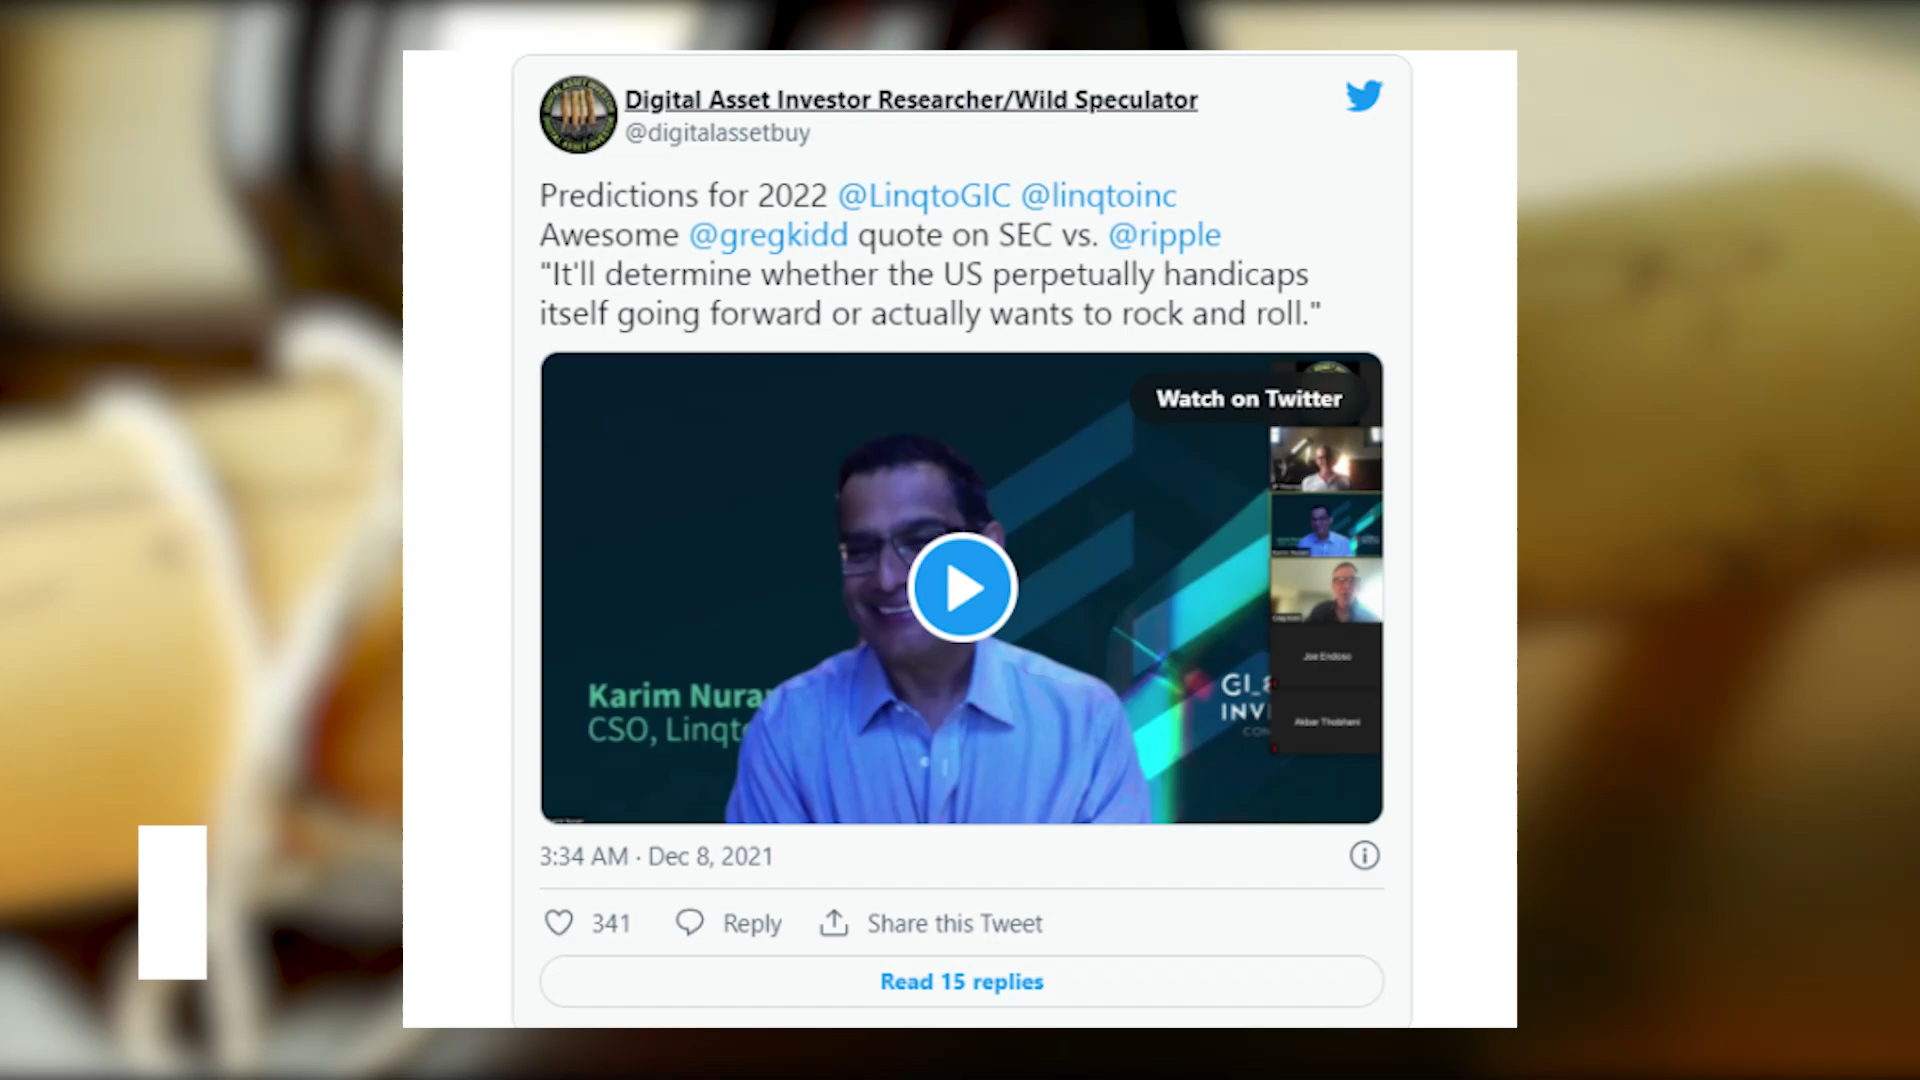 Digital Asset Investor Researcher/Wild Speculator
@digitalassetbuy
Predictions for 2022 @LinqtoGIC @linqtoinc
Awesome @gregkidd quote on SEC vs. @ripple
"It'll determine whether the US perpetually handicaps
itself going forward or actually wants to rock and roll."
Watch on Twitter
Joe Endoso
Akbar Thobhani
Karim Nura
CSO, Linqto
INV
3:34 AM · Dec 8, 2021
341
Reply
Share this Tweet
Read 15 replies